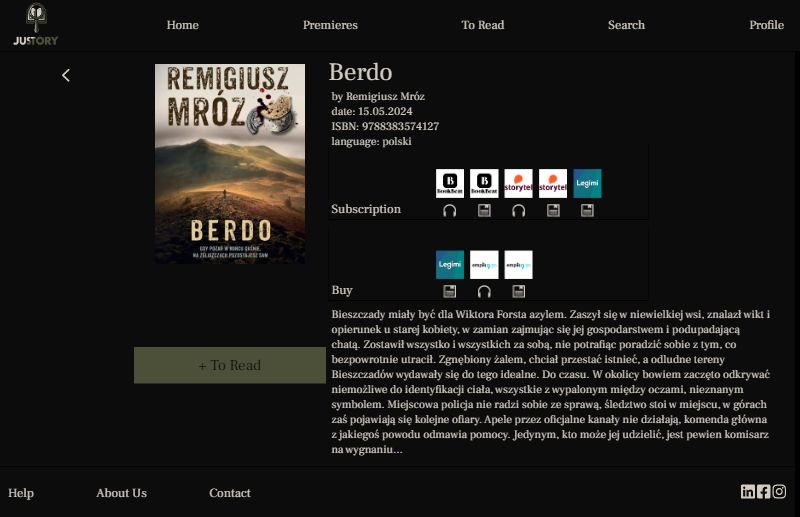 JUSTORY
Home Premieres To Read Search Profile
REMIGIUSZ
MRÓZ
BERDO
GDY POŻAR W MROKU GAŚNIE,
NA ZGLISZCZACH POZOSTAJESZ SAM
Berdo
by Remigiusz Mróz
date: 15.05.2024
ISBN: 9788383574127
language: polski
BookBeat BookBeat storytel storytel Legimi
Subscription
Legimi empik go empik go
Buy
+ To Read
Bieszczady miały być dla Wiktora Forsta azylem. Zaszył się w niewielkiej wsi, znalazł wikt i
opierunek u starej kobiety, w zamian zajmując się jej gospodarstwem i podupadającą
chatą. Zostawił wszystko i wszystkich za sobą, nie potrafiąc poradzić sobie z tym, co
bezpowrotnie utracił. Zgnębiony żalem, chciał przestać istnieć, a odludne tereny
Bieszczadów wydawały się do tego idealne. Do czasu. W okolicy bowiem zaczęto odkrywać
niemożliwe do identyfikacji ciała, wszystkie z wypalonym między oczami, nieznanym
symbolem. Miejscowa policja nie radzi sobie ze sprawą, śledztwo stoi w miejscu, w górach
zaś pojawiają się kolejne ofiary. Apele przez oficjalne kanały nie działają, komenda główna
z jakiegoś powodu odmawia pomocy. Jedynym, kto może jej udzielić, jest pewien komisarz
na wygnaniu...
Help About Us Contact